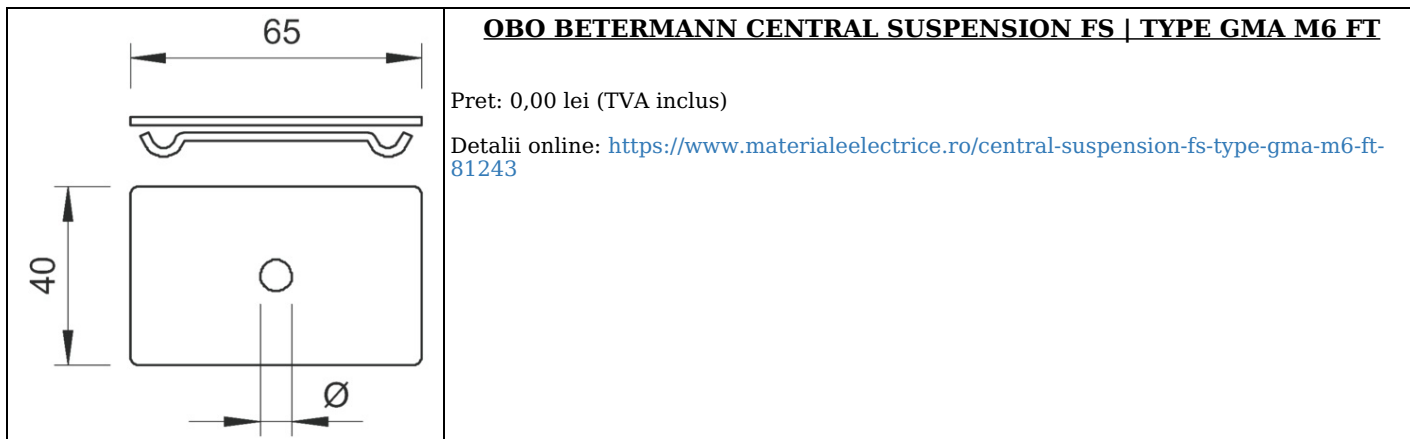 65
40
Ø
OBO BETERMANN CENTRAL SUSPENSION FS | TYPE GMA M6 FT
Pret: 0,00 lei (TVA inclus)
Detalii online: https://www.materialeelectrice.ro/central-suspension-fs-type-gma-m6-ft-
81243